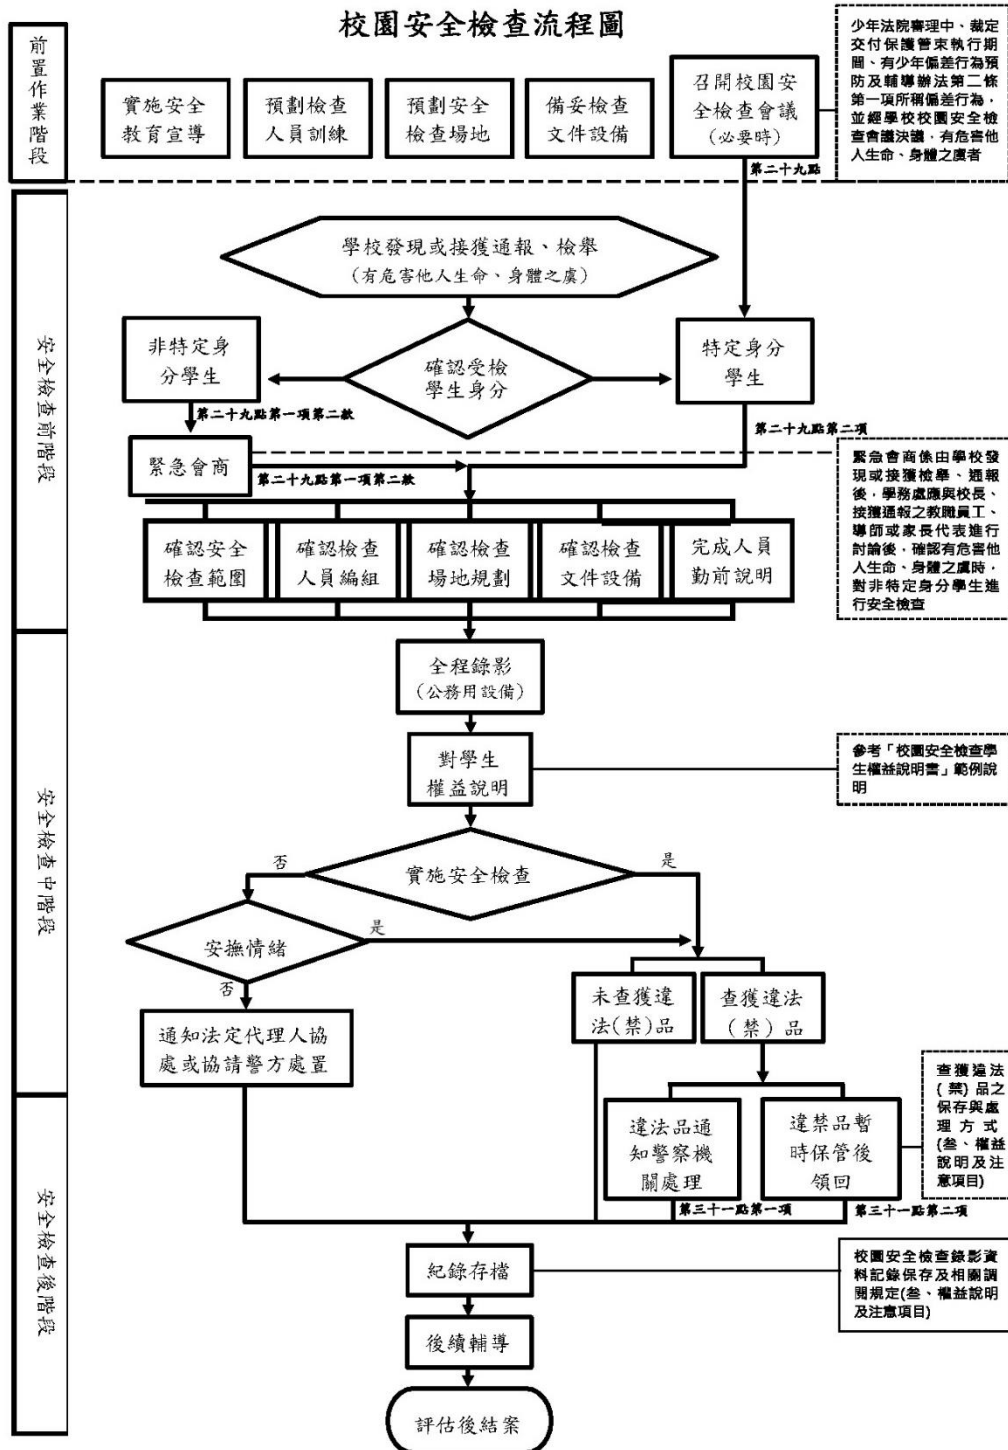 校園安全檢查流程圖
前置作業階段
實施安全
教育宣導
預劃檢查
人員訓練
預劃安全
檢查場地
備妥檢查
文件設備
召開校園安
全檢查會議
(必要時)
少年法院審理中、裁定
交付保護管束執行期
間、有少年偏差行為預
防及輔導辦法第二條
第一項所稱偏差行為,
並經學校校園安全檢
查會議決議,有危害他
人生命、身體之虞者
第二十九點
安全檢查前階段
學校發現或接獲通報、檢舉
(有危害他人生命、身體之虞)
非特定身
分學生
確認受檢
學生身分
特定身分
學生
第二十九點第一項第二款
第二十九點第二項
緊急會商
第二十九點第一項第二款
緊急會商係由學校發
現或接獲檢舉、通報
後,學務處應與校長、
接獲通報之教職員工、
導師或家長代表進行
討論後,確認有危害他
人生命、身體之虞時,
對非特定身分學生進
行安全檢查
確認安全
檢查範圍
確認檢查
人員編組
確認檢查
場地規劃
確認檢查
文件設備
完成人員
勤前說明
安全檢查中階段
全程錄影
(公務用設備)
對學生
權益說明
參考「校園安全檢查學
生權益說明書」範例說
明
否
實施安全檢查
是
安撫情緒
是
否
未查獲違
法(禁)品
查獲違法
(禁)品
通知法定代理人協
處或協請警方處置
安全檢查後階段
違法品通
知警察機
關處理
違禁品暫
時保管後
領回
查獲違法
(禁)品之
保存與處
理方式
(叁、權益
說明及注
意項目)
第三十一點第一項
第三十一點第二項
紀錄存檔
校園安全檢查錄影資
料記錄保存及相關調
閱規定(叁、權益說明
及注意項目)
後續輔導
評估後結案